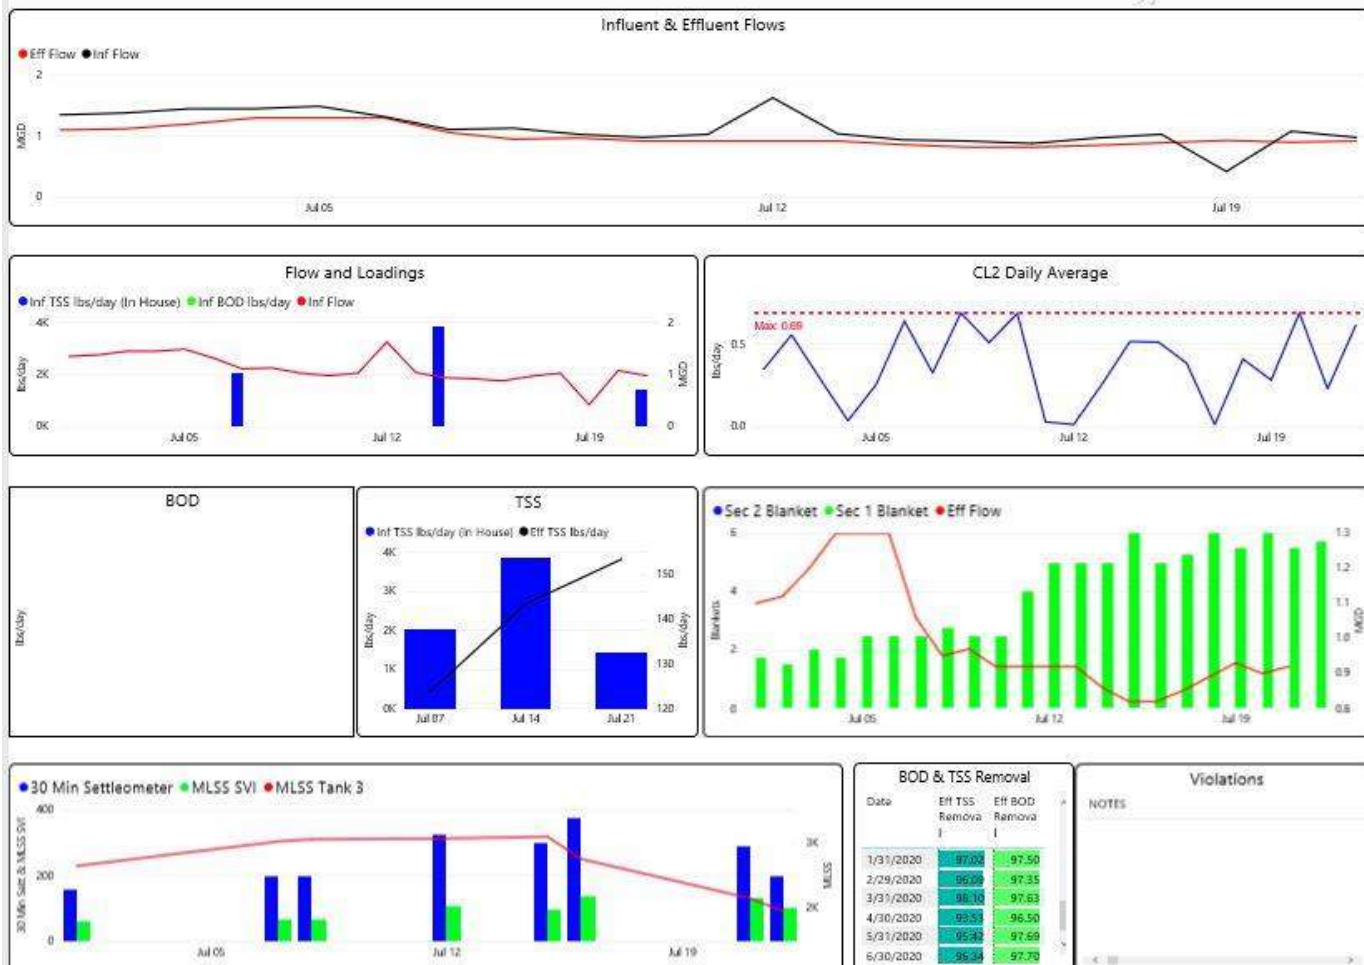 Influent & Effluent Flows
Eff Flow Inf Flow
2
MGD
1
0
Jul 05 Jul 12 Jul 19
Flow and Loadings
Inf TSS lbs/day (In House) Inf BOD lbs/day Inf Flow
4K 2
lbs/day MGD
2K 1
0K 0
Jul 05 Jul 12 Jul 19
CL2 Daily Average
Max: 0.69
lbs/day
0.5
0.0
Jul 05 Jul 12 Jul 19
BOD
lbs/day
TSS
Inf TSS lbs/day (In House) Eff TSS lbs/day
4K
150
3K
lbs/day lbs/day
140
2K
130
1K
0K 120
Jul 07 Jul 14 Jul 21
Sec 2 Blanket Sec 1 Blanket Eff Flow
6 1.3
1.2
4
1.1
Blankets MGD
1.0
2
0.9
0 0.8
Jul 05 Jul 12 Jul 19
30 Min Settleometer MLSS SVI MLSS Tank 3
400
3K
30 Min Sett & MLSS SVI MLSS
200
2K
0
Jul 05 Jul 12 Jul 19
BOD & TSS Removal
Date Eff TSS Eff BOD
Remova Remova
l l
1/31/2020 97.02 97.50
2/29/2020 96.09 97.35
3/31/2020 96.10 97.63
4/30/2020 93.53 96.50
5/31/2020 95.42 97.69
6/30/2020 96.34 97.70
Violations
NOTES